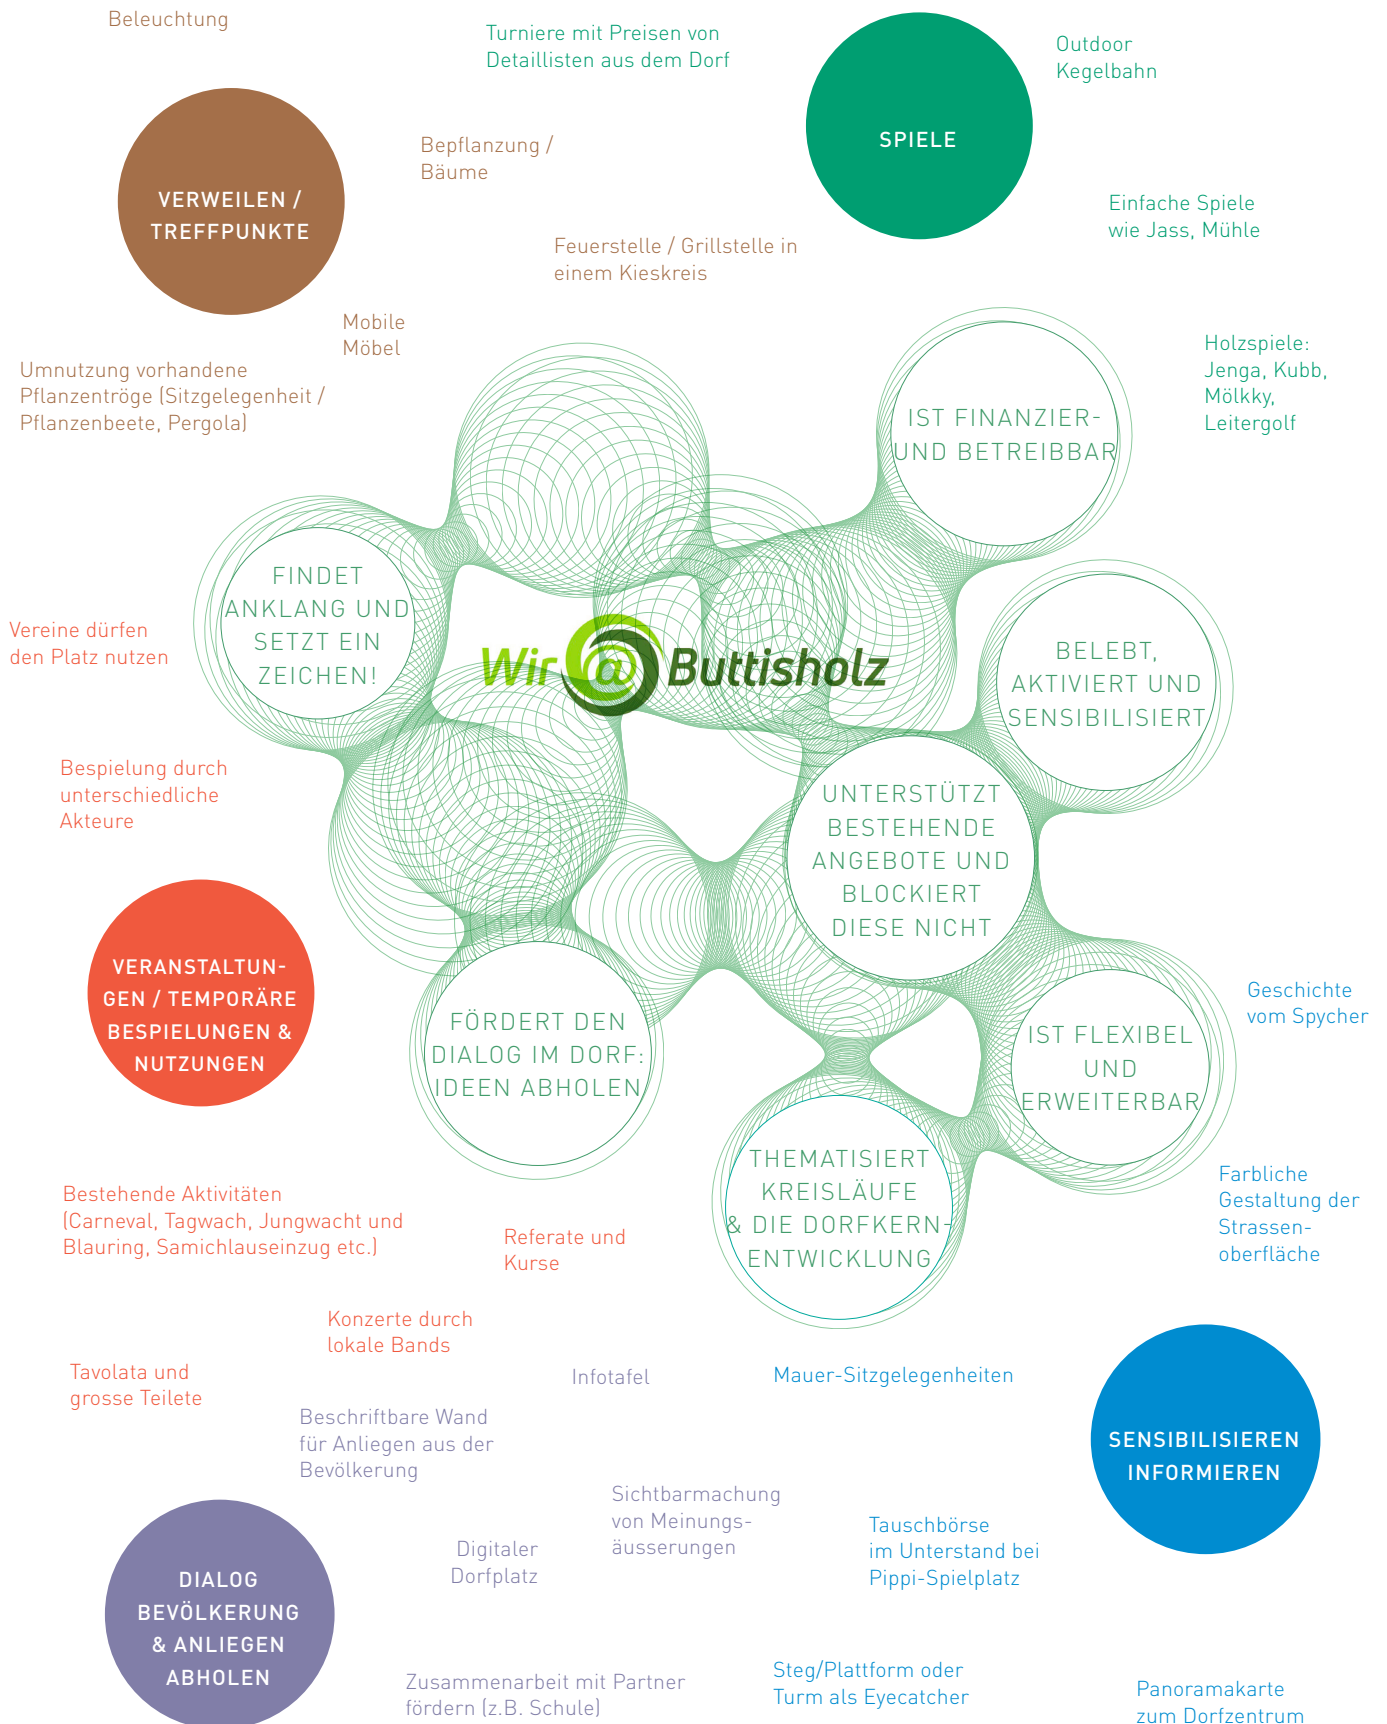 Beleuchtung
Turniere mit Preisen von
Detaillisten aus dem Dorf
Outdoor
Kegelbahn
SPIELE
Bepflanzung /
Bäume
VERWEILEN /
TREFFPUNKTE
Einfache Spiele
wie Jass, Mühle
Feuerstelle / Grillstelle in
einem Kieskreis
Mobile
Möbel
Holzspiele:
Jenga, Kubb,
Mölkky,
Leitergolf
Umnutzung vorhandene
Pflanzentröge (Sitzgelegenheit /
Pflanzenbeete, Pergola)
IST FINANZIER-
UND BETREIBBAR
FINDET
ANKLANG UND
SETZT EIN
ZEICHEN!
Vereine dürfen
den Platz nutzen
Wir @ Buttisholz
BELEBT,
AKTIVIERT UND
SENSIBILISIERT
Bespielung durch
unterschiedliche
Akteure
UNTERSTÜTZT
BESTEHENDE
ANGEBOTE UND
BLOCKIERT
DIESE NICHT
VERANSTALTUN-
GEN / TEMPORÄRE
BESPIELUNGEN &
NUTZUNGEN
Geschichte
vom Spycher
FÖRDERT DEN
DIALOG IM DORF:
IDEEN ABHOLEN
IST FLEXIBEL
UND
ERWEITERBAR
THEMATISIERT
KREISLÄUFE
& DIE DORFKERN-
ENTWICKLUNG
Farbliche
Gestaltung der
Strassen-
oberfläche
Bestehende Aktivitäten
(Carneval, Tagwach, Jungwacht und
Blauring, Samichlauseinzug etc.)
Referate und
Kurse
Konzerte durch
lokale Bands
Tavolata und
grosse Teilete
Infotafel
Mauer-Sitzgelegenheiten
Beschriftbare Wand
für Anliegen aus der
Bevölkerung
SENSIBILISIEREN
INFORMIEREN
Sichtbarmachung
von Meinungs-
äusserungen
Tauschbörse
im Unterstand bei
Pippi-Spielplatz
Digitaler
Dorfplatz
DIALOG
BEVÖLKERUNG
& ANLIEGEN
ABHOLEN
Zusammenarbeit mit Partner
fördern (z.B. Schule)
Steg/Plattform oder
Turm als Eyecatcher
Panoramakarte
zum Dorfzentrum